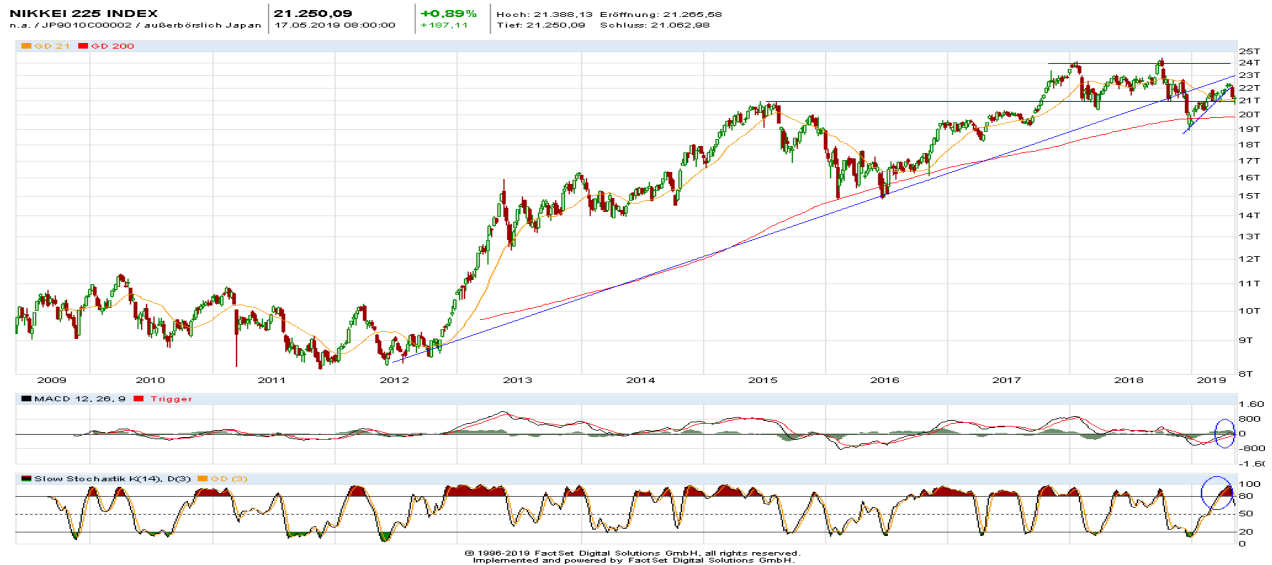 NIKKEI 225 INDEX
n.a. / JP9010C00002 / außerbörslich Japan
21.250,09
17.05.2019 08:00:00
+0,89%
+187,11
Hoch: 21.388,13 Eröffnung: 21.265,58
Tief: 21.250,09 Schluss: 21.062,98
GD 21 GD 200
25T
24T
23T
22T
21T
20T
19T
18T
17T
16T
15T
14T
13T
12T
11T
10T
9T
8T
2009 2010 2011 2012 2013 2014 2015 2016 2017 2018 2019
MACD 12, 26, 9 Trigger
1.60
800
0
-800
-1.60
Slow Stochastik K(14), D(3) GD (3)
100
80
50
20
0
© 1996-2019 FactSet Digital Solutions GmbH, all rights reserved.
Implemented and powered by FactSet Digital Solutions GmbH.